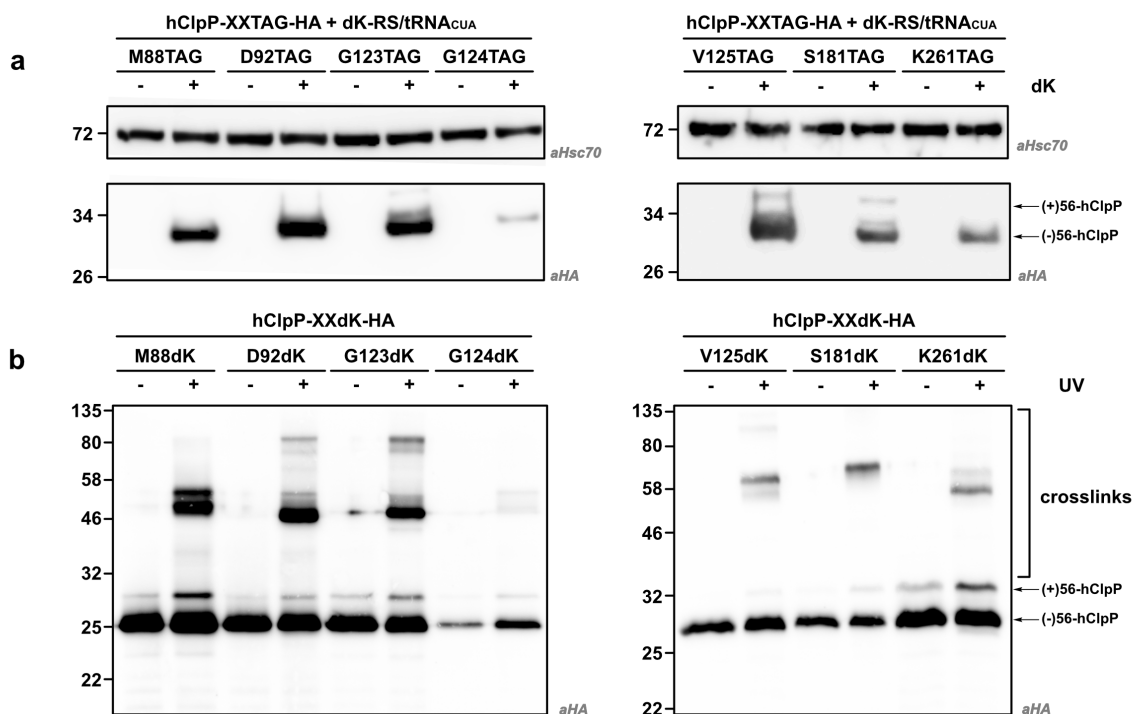 hClpP-XXTAG-HA + dK-RS/tRNACUA
hClpP-XXTAG-HA + dK-RS/tRNACUA
a
M88TAG D92TAG G123TAG G124TAG
V125TAG S181TAG K261TAG
- + - + - + - +
- + - + - + dK
72
aHsc70
72
aHsc70
34
26
aHA
34
26
aHA
(+)56-hClpP
(-)56-hClpP
hClpP-XXdK-HA
hClpP-XXdK-HA
b
M88dK D92dK G123dK G124dK
V125dK S181dK K261dK
- + - + - + - +
- + - + - + UV
135
80
58
46
32
25
22
aHA
135
80
58
46
32
25
22
aHA
crosslinks
(+)56-hClpP
(-)56-hClpP